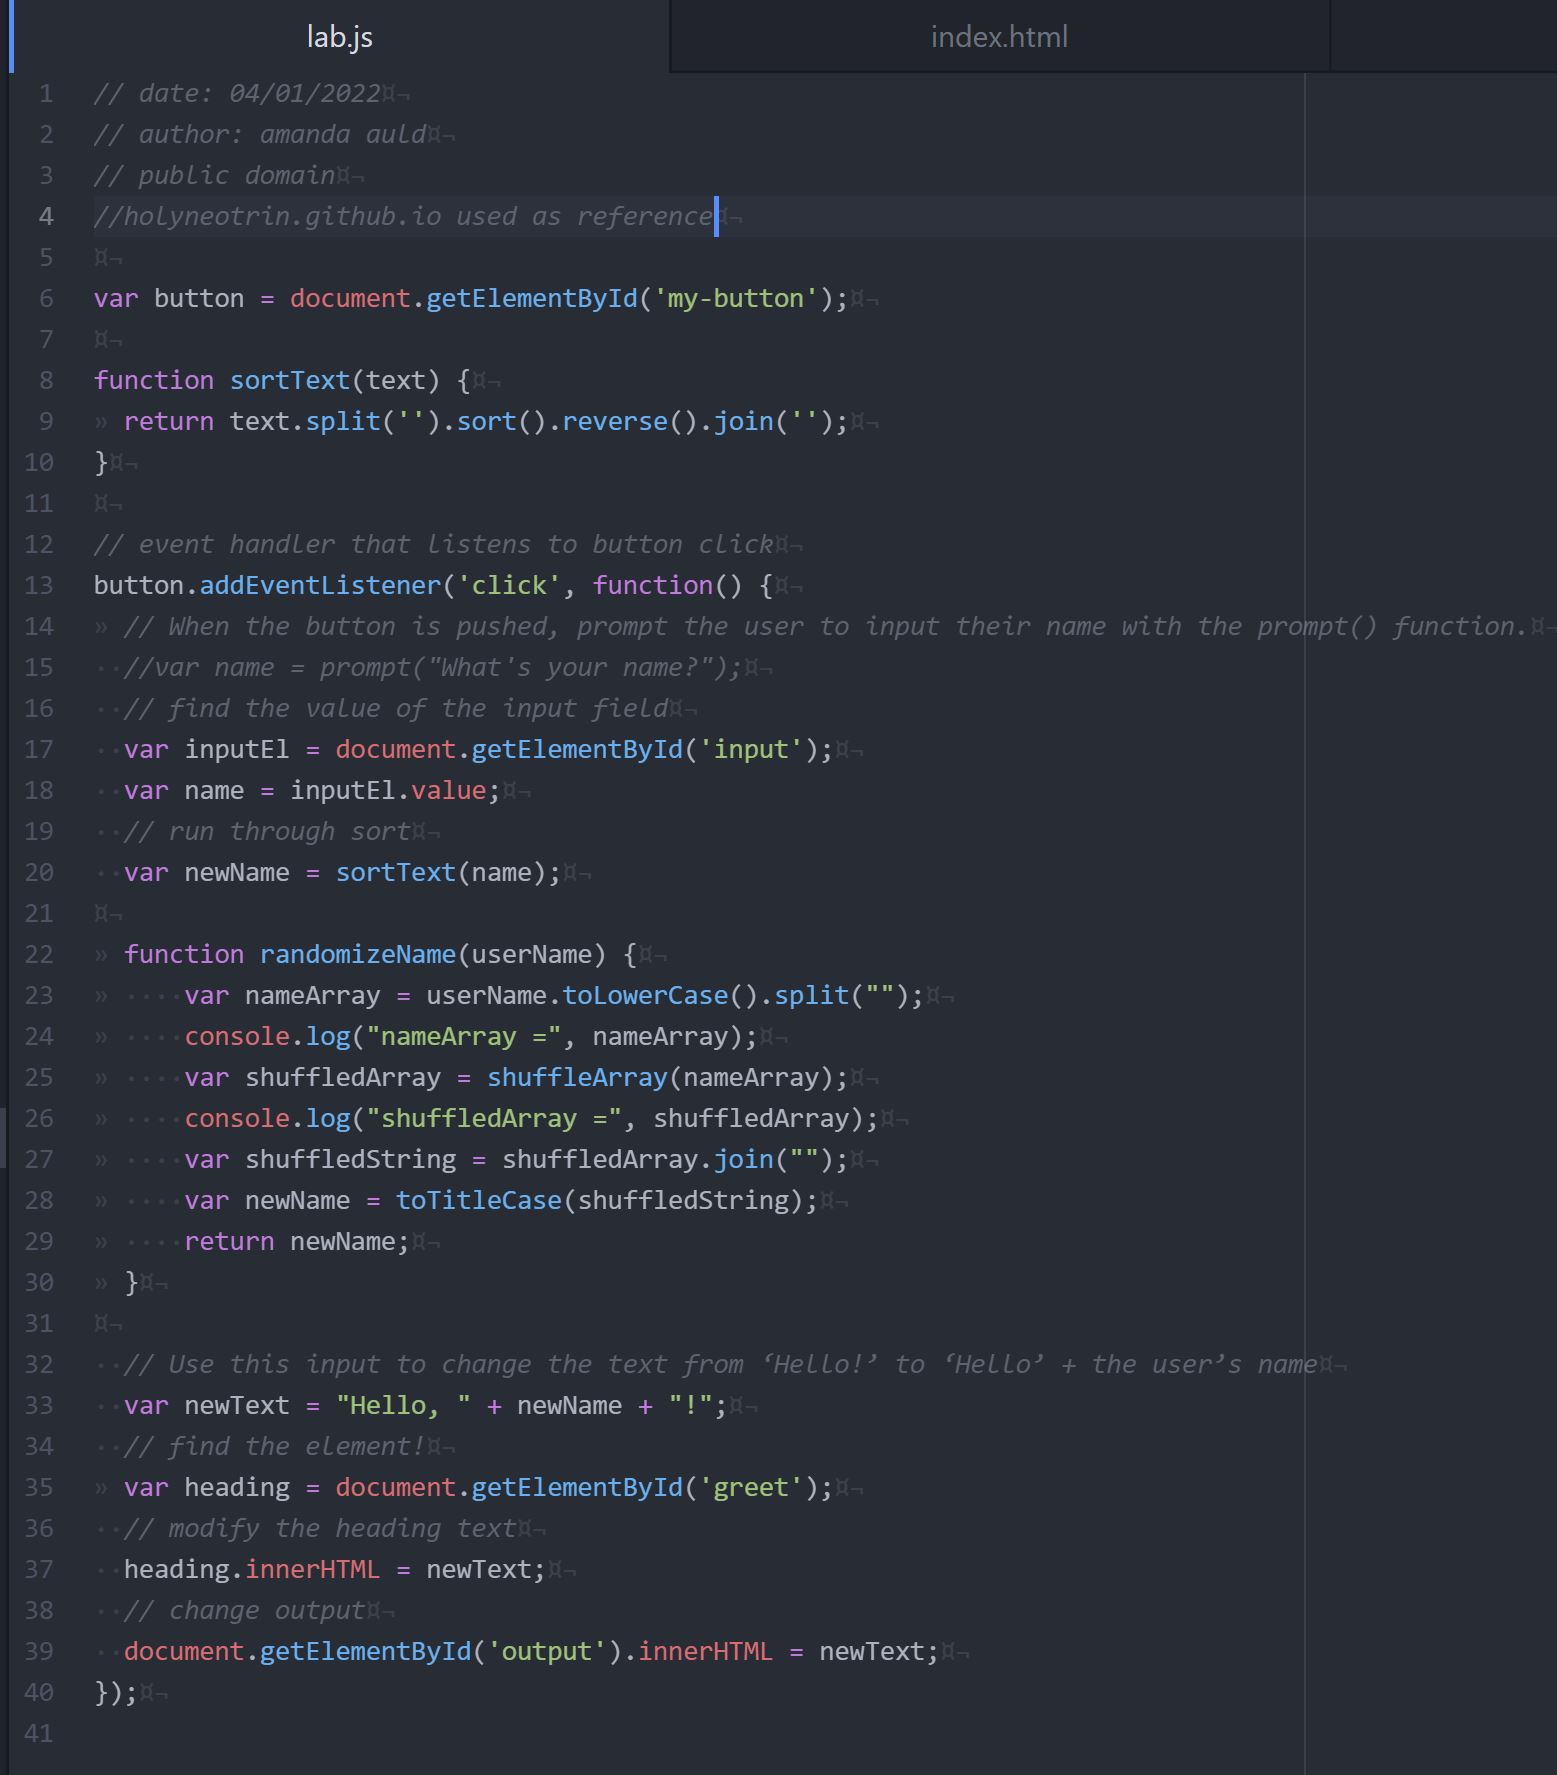 lab.js
index.html
1 // date: 04/01/2022
2 // author: amanda auld
3 // public domain
4 //holyneotrin.github.io used as reference
5
6 var button = document.getElementById('my-button');
7
8 function sortText(text) {
9 return text.split('').sort().reverse().join('');
10 }
11
12 // event handler that listens to button click
13 button.addEventListener('click', function() {
14 // When the button is pushed, prompt the user to input their name with the prompt() function.
15 //var name = prompt("What's your name?");
16 // find the value of the input field
17 var inputEl = document.getElementById('input');
18 var name = inputEl.value;
19 // run through sort
20 var newName = sortText(name);
21
22 function randomizeName(userName) {
23 var nameArray = userName.toLowerCase().split("");
24 console.log("nameArray =", nameArray);
25 var shuffledArray = shuffleArray(nameArray);
26 console.log("shuffledArray =", shuffledArray);
27 var shuffledString = shuffledArray.join("");
28 var newName = toTitleCase(shuffledString);
29 return newName;
30 }
31
32 // Use this input to change the text from ‘Hello!’ to ‘Hello’ + the user’s name
33 var newText = "Hello, " + newName + "!";
34 // find the element!
35 var heading = document.getElementById('greet');
36 // modify the heading text
37 heading.innerHTML = newText;
38 // change output
39 document.getElementById('output').innerHTML = newText;
40 });
41